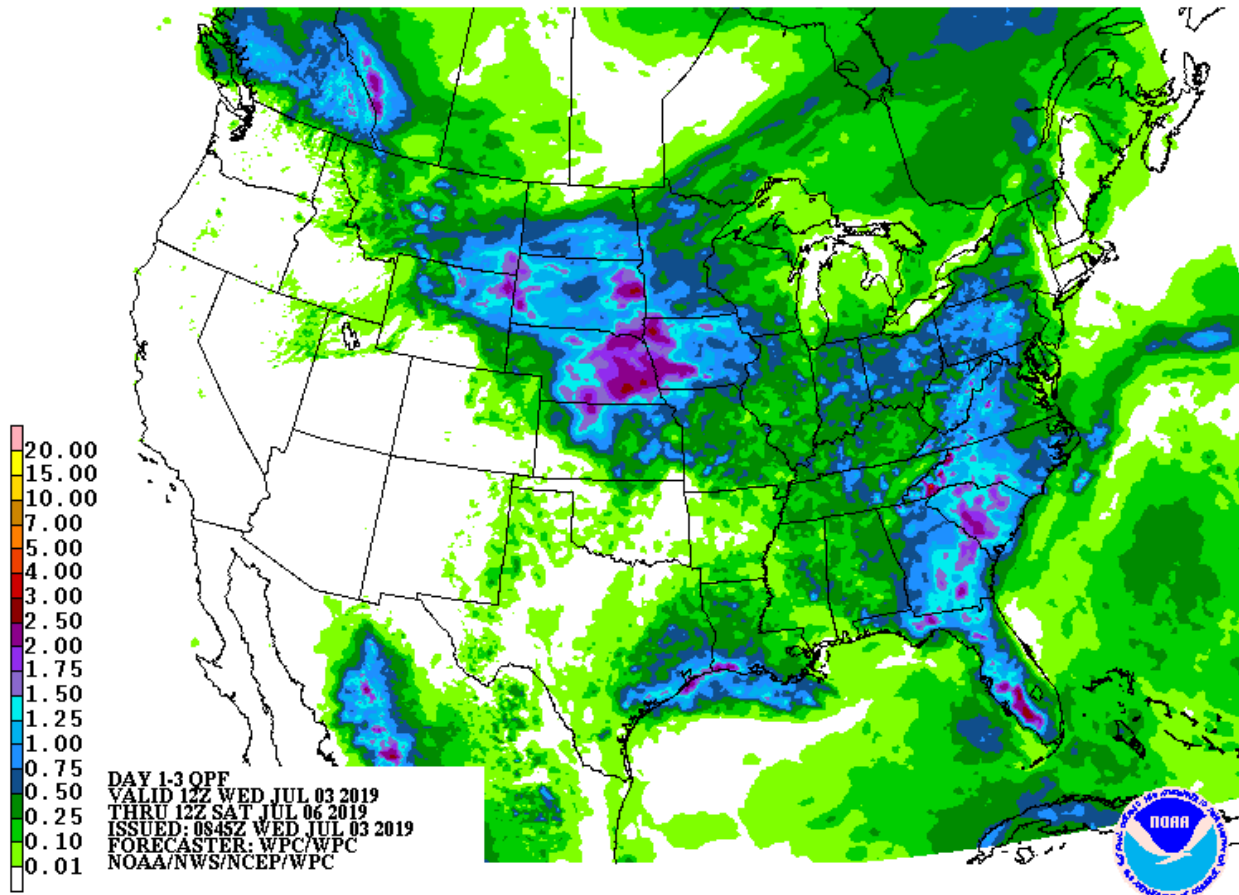 20.00
15.00
10.00
7.00
5.00
4.00
3.00
2.50
2.00
1.75
1.50
1.25
1.00
0.75
0.50
0.25
0.10
0.01
DAY 1-3 QPF
VALID 12Z WED JUL 03 2019
THRU 12Z SAT JUL 06 2019
ISSUED: 0845Z WED JUL 03 2019
FORECASTER: WPC/WPC
NOAA/NWS/NCEP/WPC
NOAA